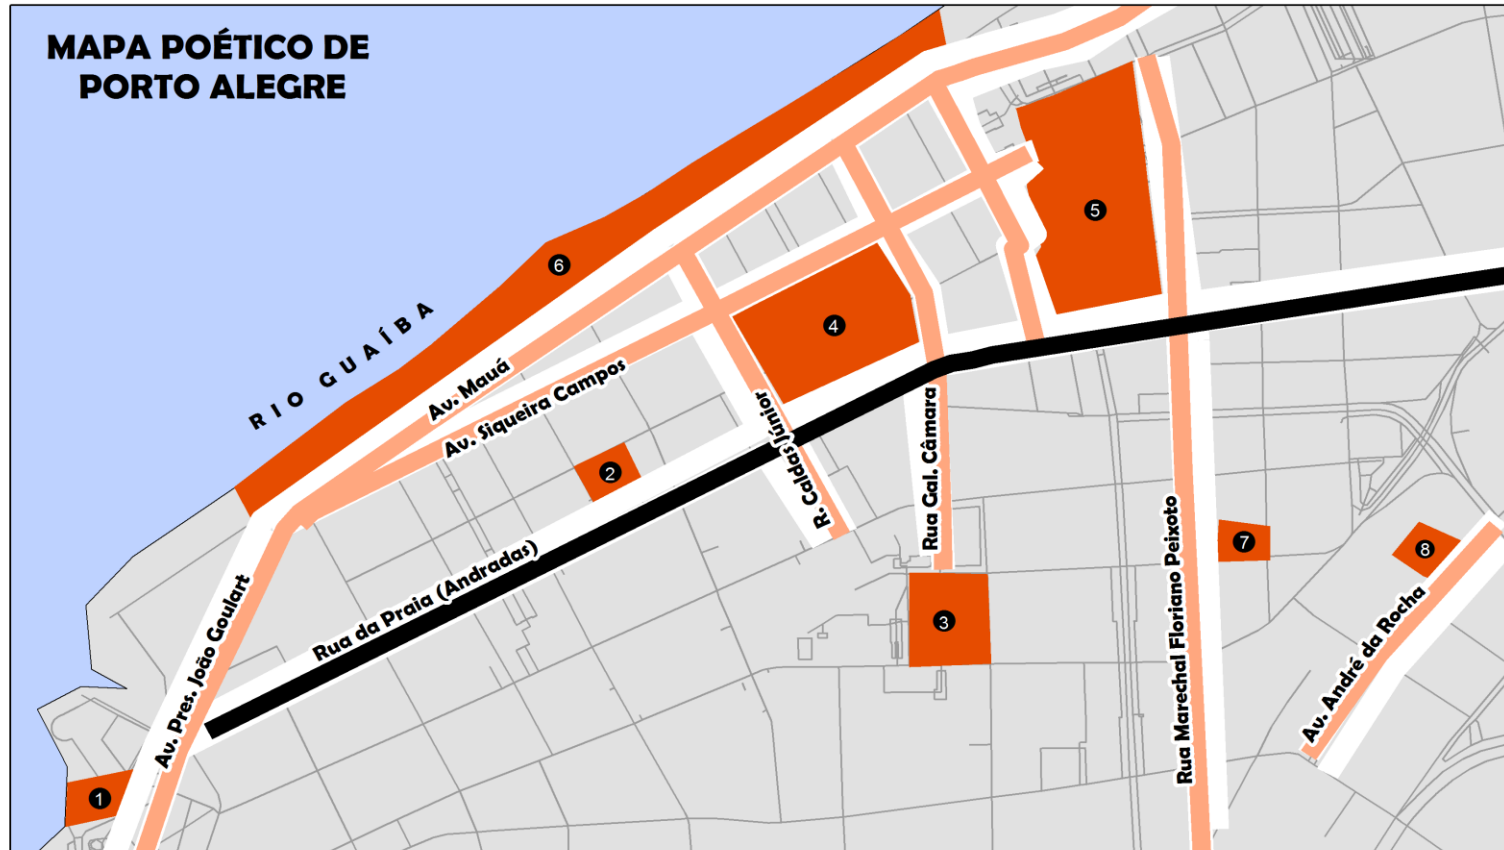 MAPA POÉTICO DE
PORTO ALEGRE
RIO GUAÍBA
6
5
4
Av. Mauá
Av. Siqueira Campos
R. Caldas Júnior
Rua Gal. Câmara
2
Rua da Praia (Andradas)
Av. Pres. João Goulart
Rua Marechal Floriano Peixoto
7
8
3
Av. André da Rocha
1